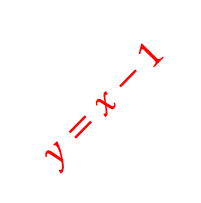 y = x − 1